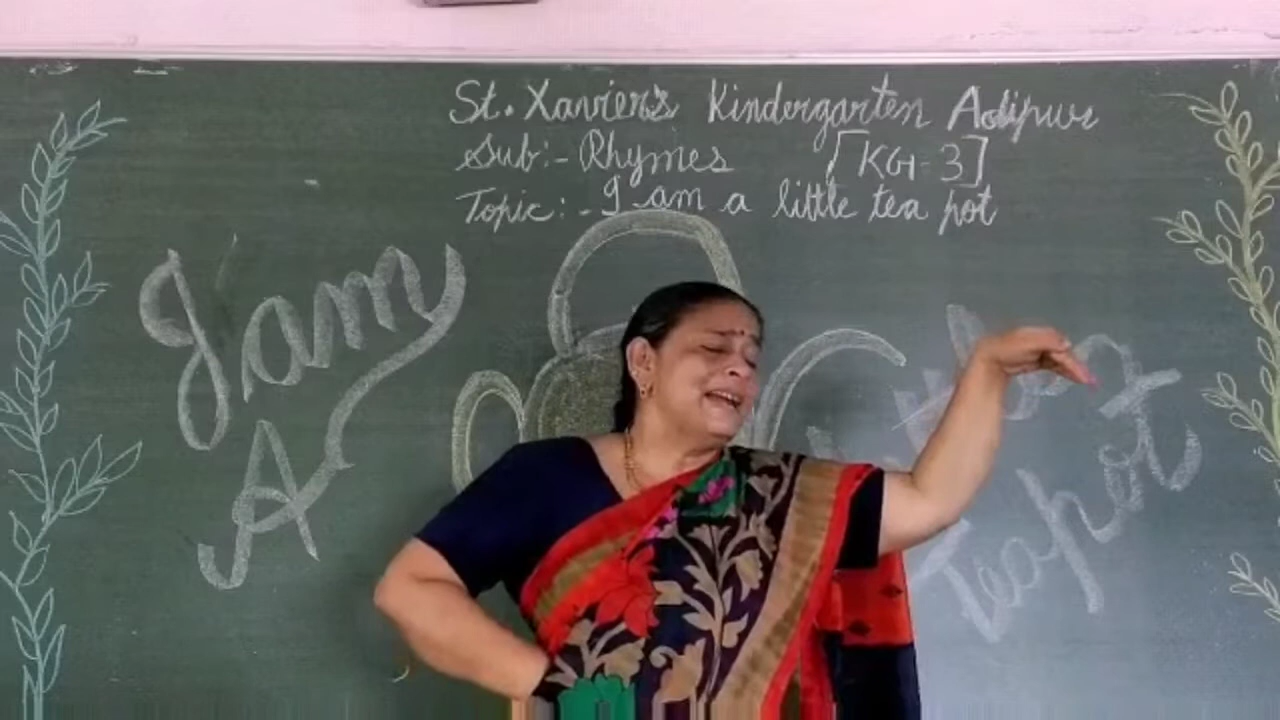 St. Xavier's Kindergarten Adipur
Sub:- Rhymes [KG-3]
Topic:- I am a little tea pot
I am
A
Teapot